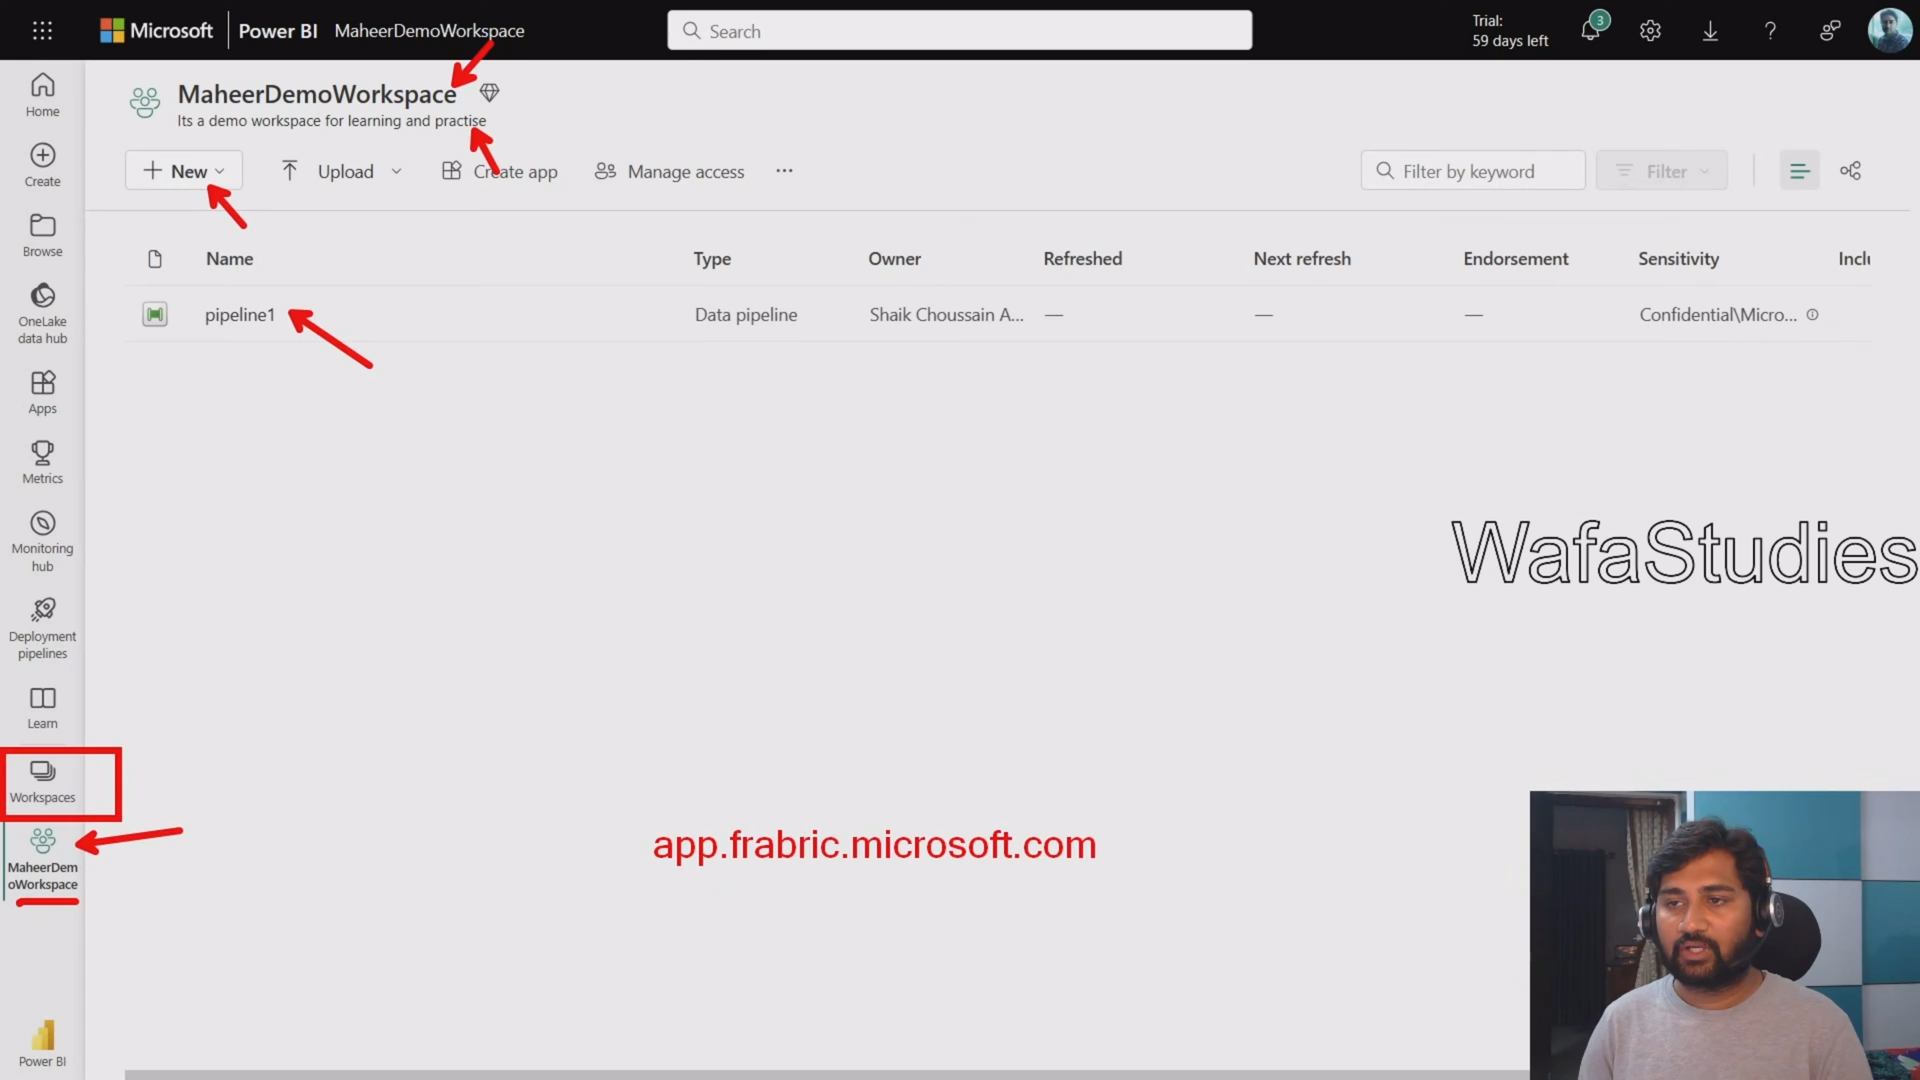 Microsoft Power BI MaheerDemoWorkspace Search Trial: 59 days left 3
MaheerDemoWorkspace
Its a demo workspace for learning and practise
New Upload Create app Manage access Filter by keyword Filter
Name Type Owner Refreshed Next refresh Endorsement Sensitivity Inclu
pipeline1 Data pipeline Shaik Choussain A... — — — Confidential\Micro...
Home
Create
Browse
OneLake
data hub
Apps
Metrics
Monitoring
hub
Deployment
pipelines
Learn
Workspaces
MaheerDem
oWorkspace
Power BI
WafaStudies
app.frabric.microsoft.com